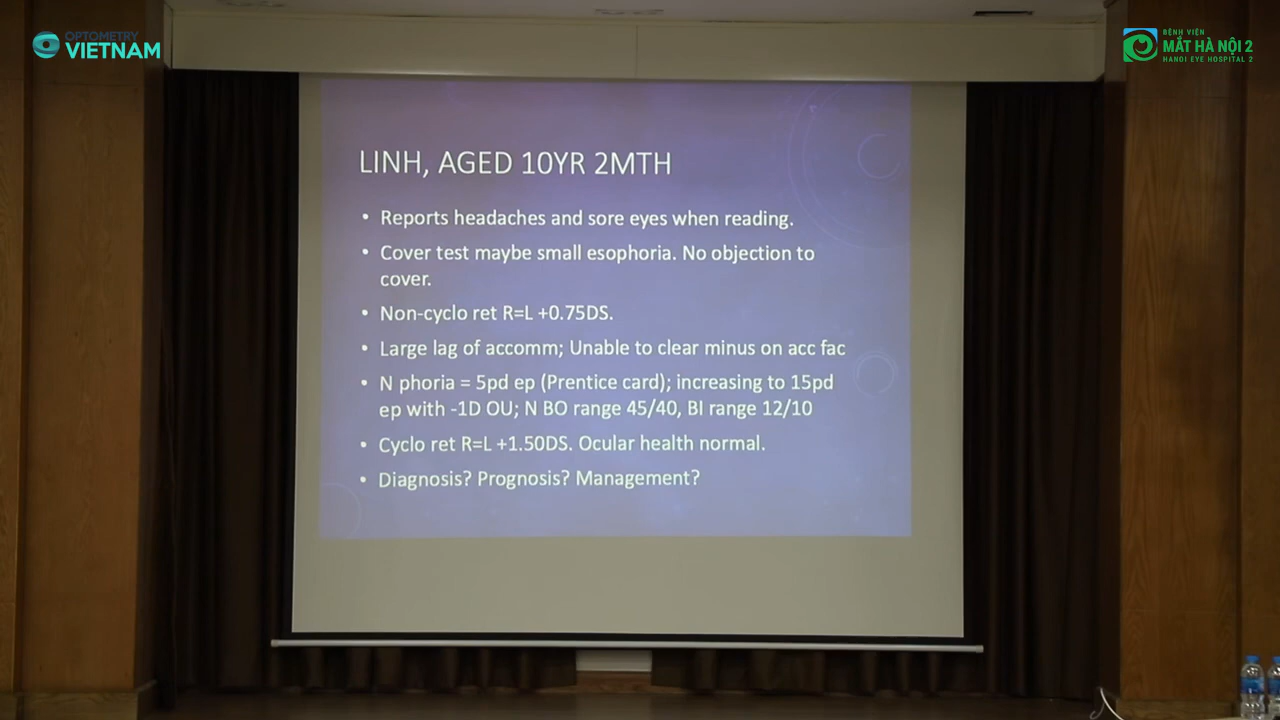 OPTOMETRY
VIETNAM
BỆNH VIỆN
MẮT HÀ NỘI 2
HANOI EYE HOSPITAL 2
LINH, AGED 10YR 2MTH
• Reports headaches and sore eyes when reading.
• Cover test maybe small esophoria. No objection to
cover.
• Non-cyclo ret R=L +0.75DS.
• Large lag of accomm; Unable to clear minus on acc fac
• N phoria = 5pd ep (Prentice card); increasing to 15pd
ep with -1D OU; N BO range 45/40, BI range 12/10
• Cyclo ret R=L +1.50DS. Ocular health normal.
• Diagnosis? Prognosis? Management?